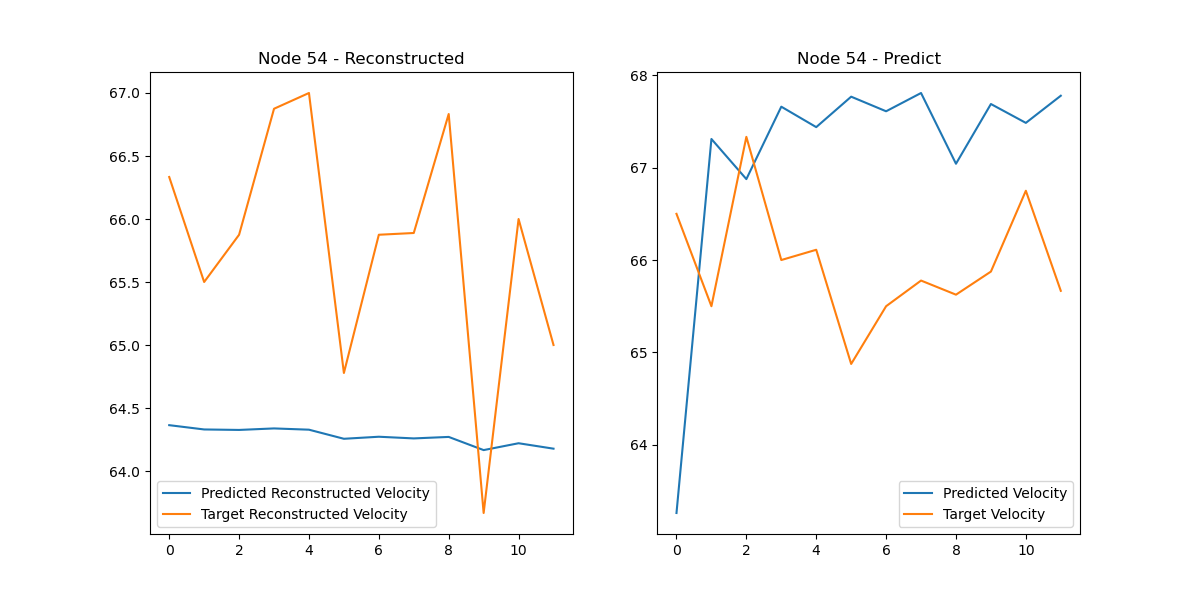 Node 54 - Reconstructed
67.0
66.5
66.0
65.5
65.0
64.5
64.0
0 2 4 6 8 10
Predicted Reconstructed Velocity
Target Reconstructed Velocity
Node 54 - Predict
68
67
66
65
64
0 2 4 6 8 10
Predicted Velocity
Target Velocity